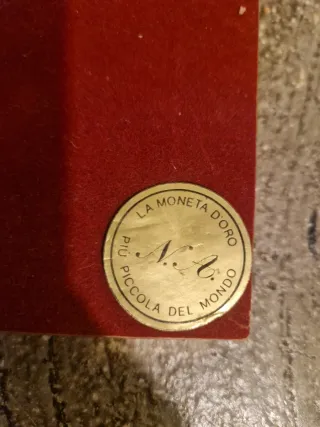 LA MONETA D'ORO
PIÙ PICCOLA DEL MONDO